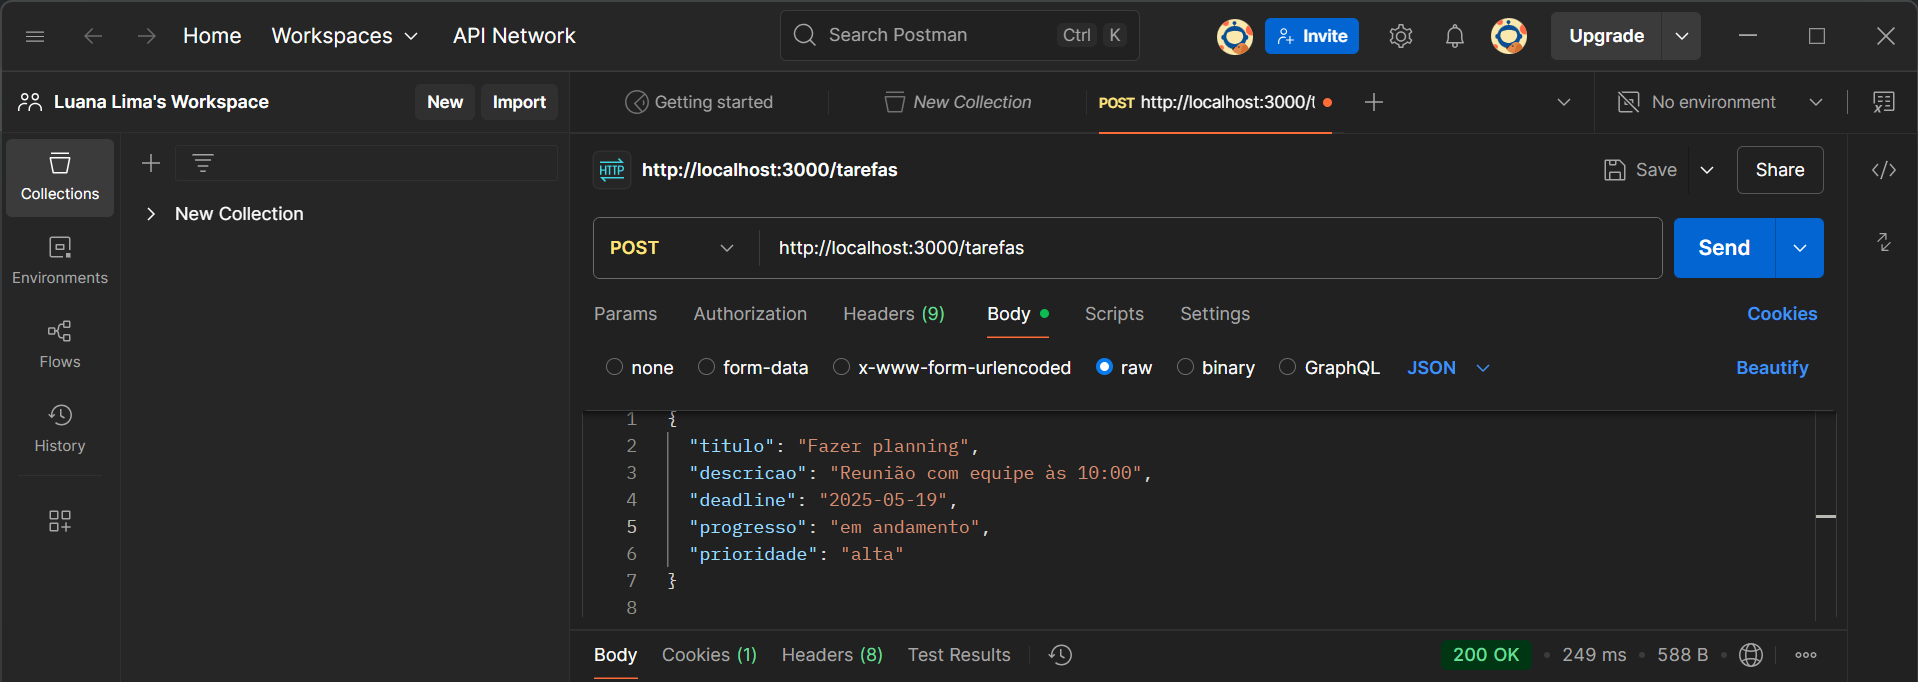 Home Workspaces API Network Search Postman Ctrl K Invite Upgrade
Luana Lima's Workspace New Import Getting started New Collection POST http://localhost:3000/t No environment
Collections
New Collection
Environments
Flows
History
HTTP http://localhost:3000/tarefas Save Share
POST http://localhost:3000/tarefas Send
Params Authorization Headers (9) Body Scripts Settings Cookies
none form-data x-www-form-urlencoded raw binary GraphQL JSON Beautify
1 {
2 "titulo": "Fazer planning",
3 "descricao": "Reunião com equipe às 10:00",
4 "deadline": "2025-05-19",
5 "progresso": "em andamento",
6 "prioridade": "alta"
7 }
8
Body Cookies (1) Headers (8) Test Results 200 OK • 249 ms • 588 B •